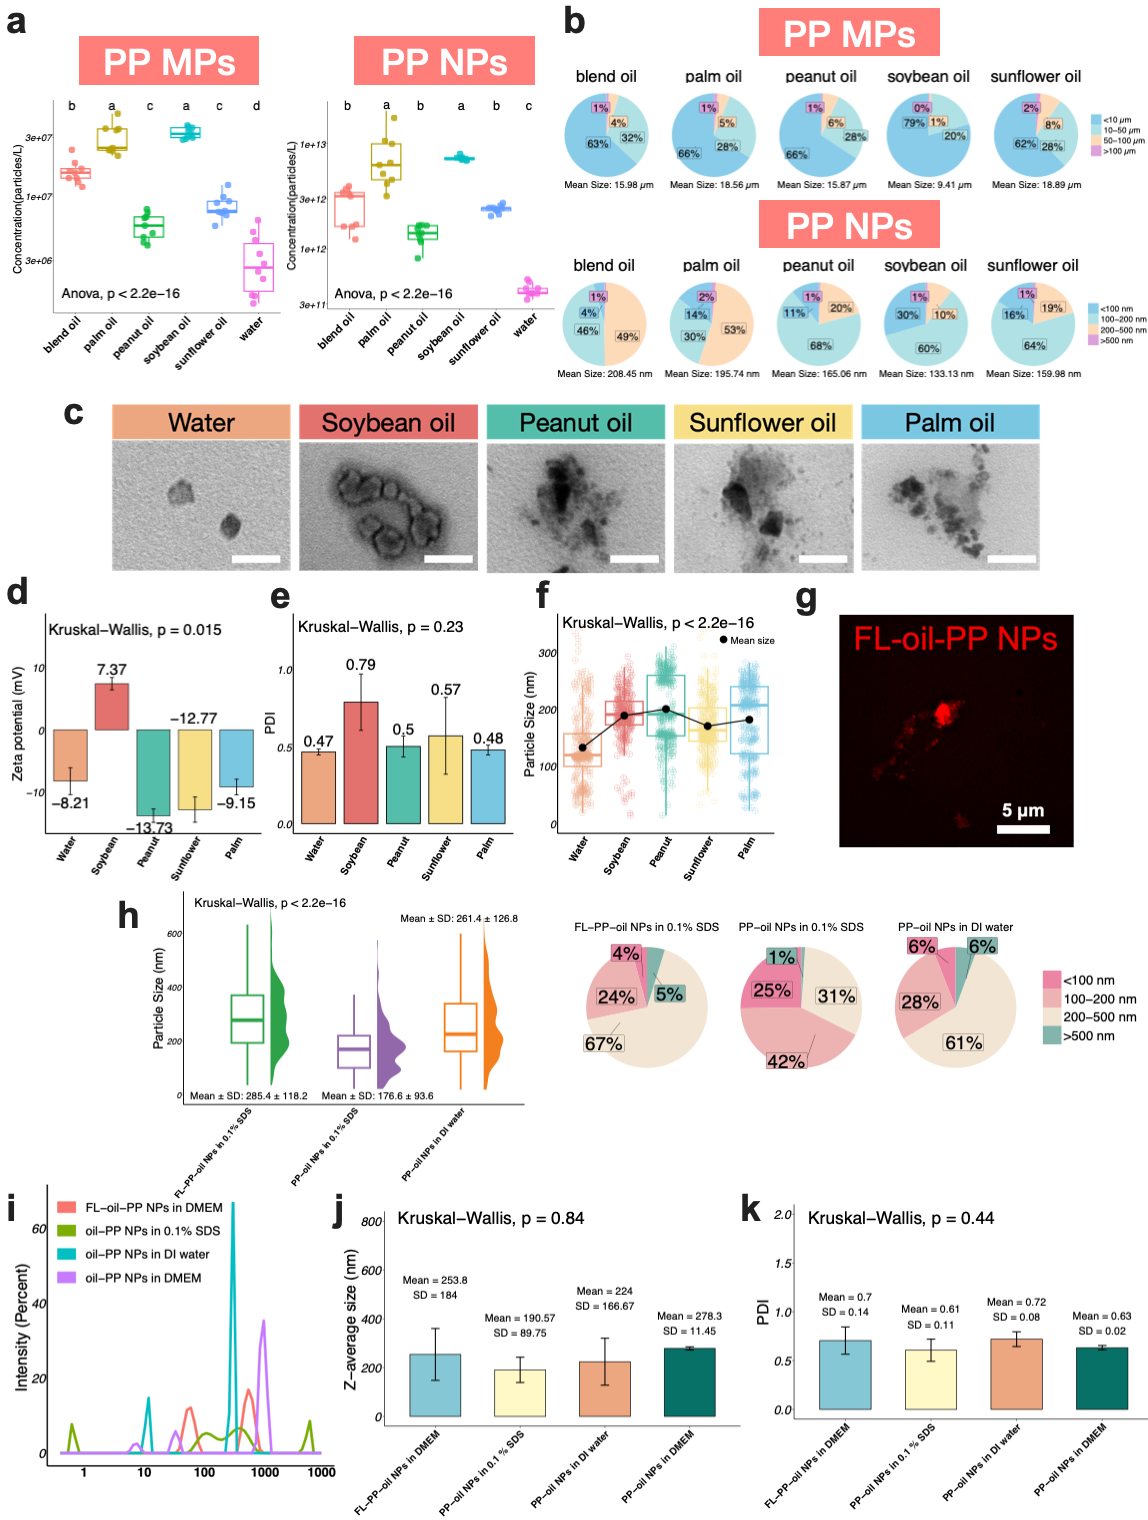 a
PP MPs
PP NPs
b a c a c d
b a b a b c
Concentration(particles/L)
3e+07
1e+07
3e+06
Anova, p < 2.2e−16
blend oil
palm oil
peanut oil
soybean oil
sunflower oil
water
Concentration(particles/L)
1e+13
3e+12
1e+12
3e+11
Anova, p < 2.2e−16
blend oil
palm oil
peanut oil
soybean oil
sunflower oil
water
b
PP MPs
blend oil
palm oil
peanut oil
soybean oil
sunflower oil
1%
4%
32%
63%
1%
5%
28%
66%
1%
6%
28%
66%
0%
1%
20%
79%
2%
8%
28%
62%
<10 µm
10−50 µm
50−100 µm
>100 µm
Mean Size: 15.98 µm
Mean Size: 18.56 µm
Mean Size: 15.87 µm
Mean Size: 9.41 µm
Mean Size: 18.89 µm
PP NPs
blend oil
palm oil
peanut oil
soybean oil
sunflower oil
1%
4%
46%
49%
2%
14%
30%
53%
1%
11%
20%
68%
1%
30%
10%
60%
1%
16%
19%
64%
<100 nm
100−200 nm
200−500 nm
>500 nm
Mean Size: 208.45 nm
Mean Size: 195.74 nm
Mean Size: 165.06 nm
Mean Size: 133.13 nm
Mean Size: 159.98 nm
c
Water
Soybean oil
Peanut oil
Sunflower oil
Palm oil
d
Kruskal−Wallis, p = 0.015
Zeta potential (mV)
10
0
−10
−8.21
7.37
−13.73
−12.77
−9.15
Water
Soybean
Peanut
Sunflower
Palm
e
Kruskal−Wallis, p = 0.23
PDI
1.0
0.5
0.0
0.47
0.79
0.5
0.57
0.48
Water
Soybean
Peanut
Sunflower
Palm
f
Kruskal−Wallis, p < 2.2e−16
Mean size
Particle Size (nm)
300
200
100
0
Water
Soybean
Peanut
Sunflower
Palm
g
FL-oil-PP NPs
5 µm
h
Kruskal−Wallis, p < 2.2e−16
Mean ± SD: 261.4 ± 126.8
Particle Size (nm)
600
400
200
0
Mean ± SD: 285.4 ± 118.2
Mean ± SD: 176.6 ± 93.6
FL−PP−oil NPs in 0.1% SDS
PP−oil NPs in 0.1% SDS
PP−oil NPs in DI water
FL−PP−oil NPs in 0.1% SDS
PP−oil NPs in 0.1% SDS
PP−oil NPs in DI water
4%
24%
5%
67%
1%
25%
31%
42%
6%
6%
28%
61%
<100 nm
100−200 nm
200−500 nm
>500 nm
i
FL−oil−PP NPs in DMEM
oil−PP NPs in 0.1% SDS
oil−PP NPs in DI water
oil−PP NPs in DMEM
Intensity (Percent)
60
40
20
0
1
10
100
1000
1000
j
Kruskal−Wallis, p = 0.84
Z−average size (nm)
800
600
400
200
0
Mean = 253.8
SD = 184
Mean = 190.57
SD = 89.75
Mean = 224
SD = 166.67
Mean = 278.3
SD = 11.45
FL−PP−oil NPs in DMEM
PP−oil NPs in 0.1 % SDS
PP−oil NPs in DI water
PP−oil NPs in DMEM
k
Kruskal−Wallis, p = 0.44
PDI
2.0
1.5
1.0
0.5
0.0
Mean = 0.7
SD = 0.14
Mean = 0.61
SD = 0.11
Mean = 0.72
SD = 0.08
Mean = 0.63
SD = 0.02
FL−PP−oil NPs in DMEM
PP−oil NPs in 0.1 % SDS
PP−oil NPs in DI water
PP−oil NPs in DMEM